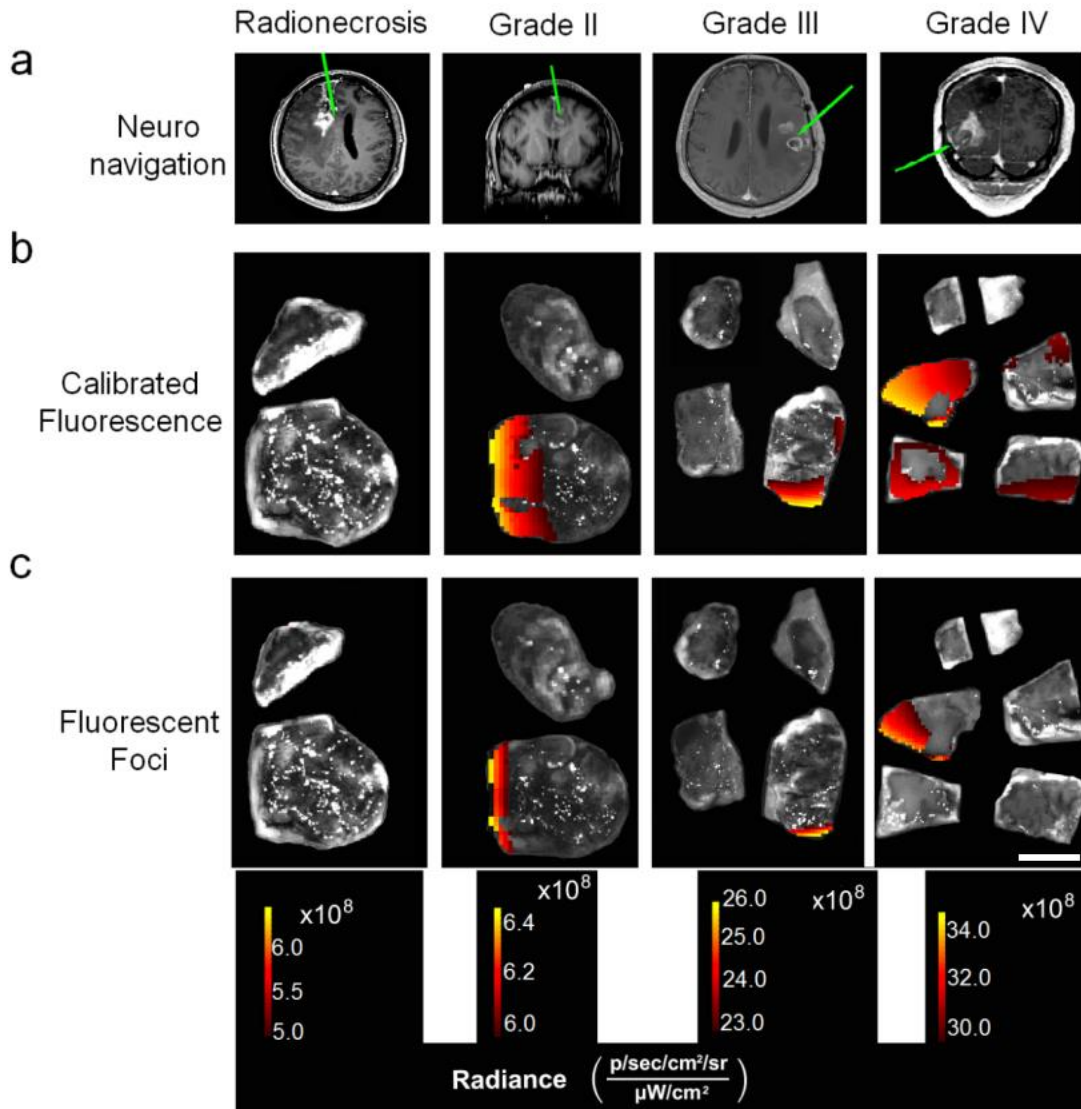 Radionecrosis Grade II Grade III Grade IV
a
Neuro
navigation
b
Calibrated
Fluorescence
c
Fluorescent
Foci
x10⁸ x10⁸ x10⁸ x10⁸
6.0 6.4 26.0 34.0
5.5 6.2 25.0 32.0
5.0 6.0 24.0 30.0
23.0
Radiance ( p/sec/cm²/sr
µW/cm² )